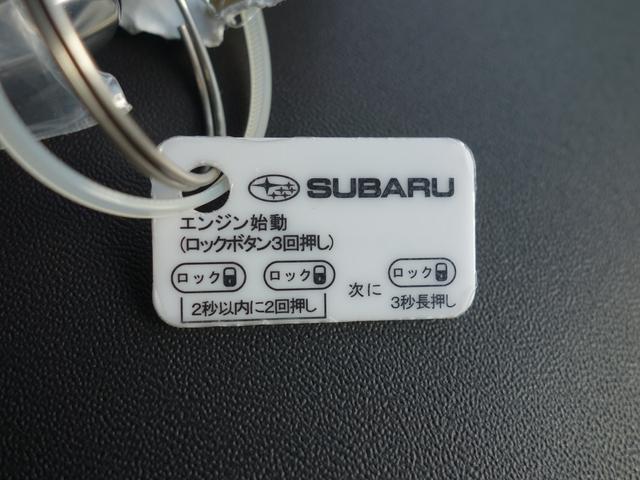 SUBARU
エンジン始動
(ロックボタン3回押し)
ロック ロック 次に ロック
2秒以内に2回押し 3秒長押し